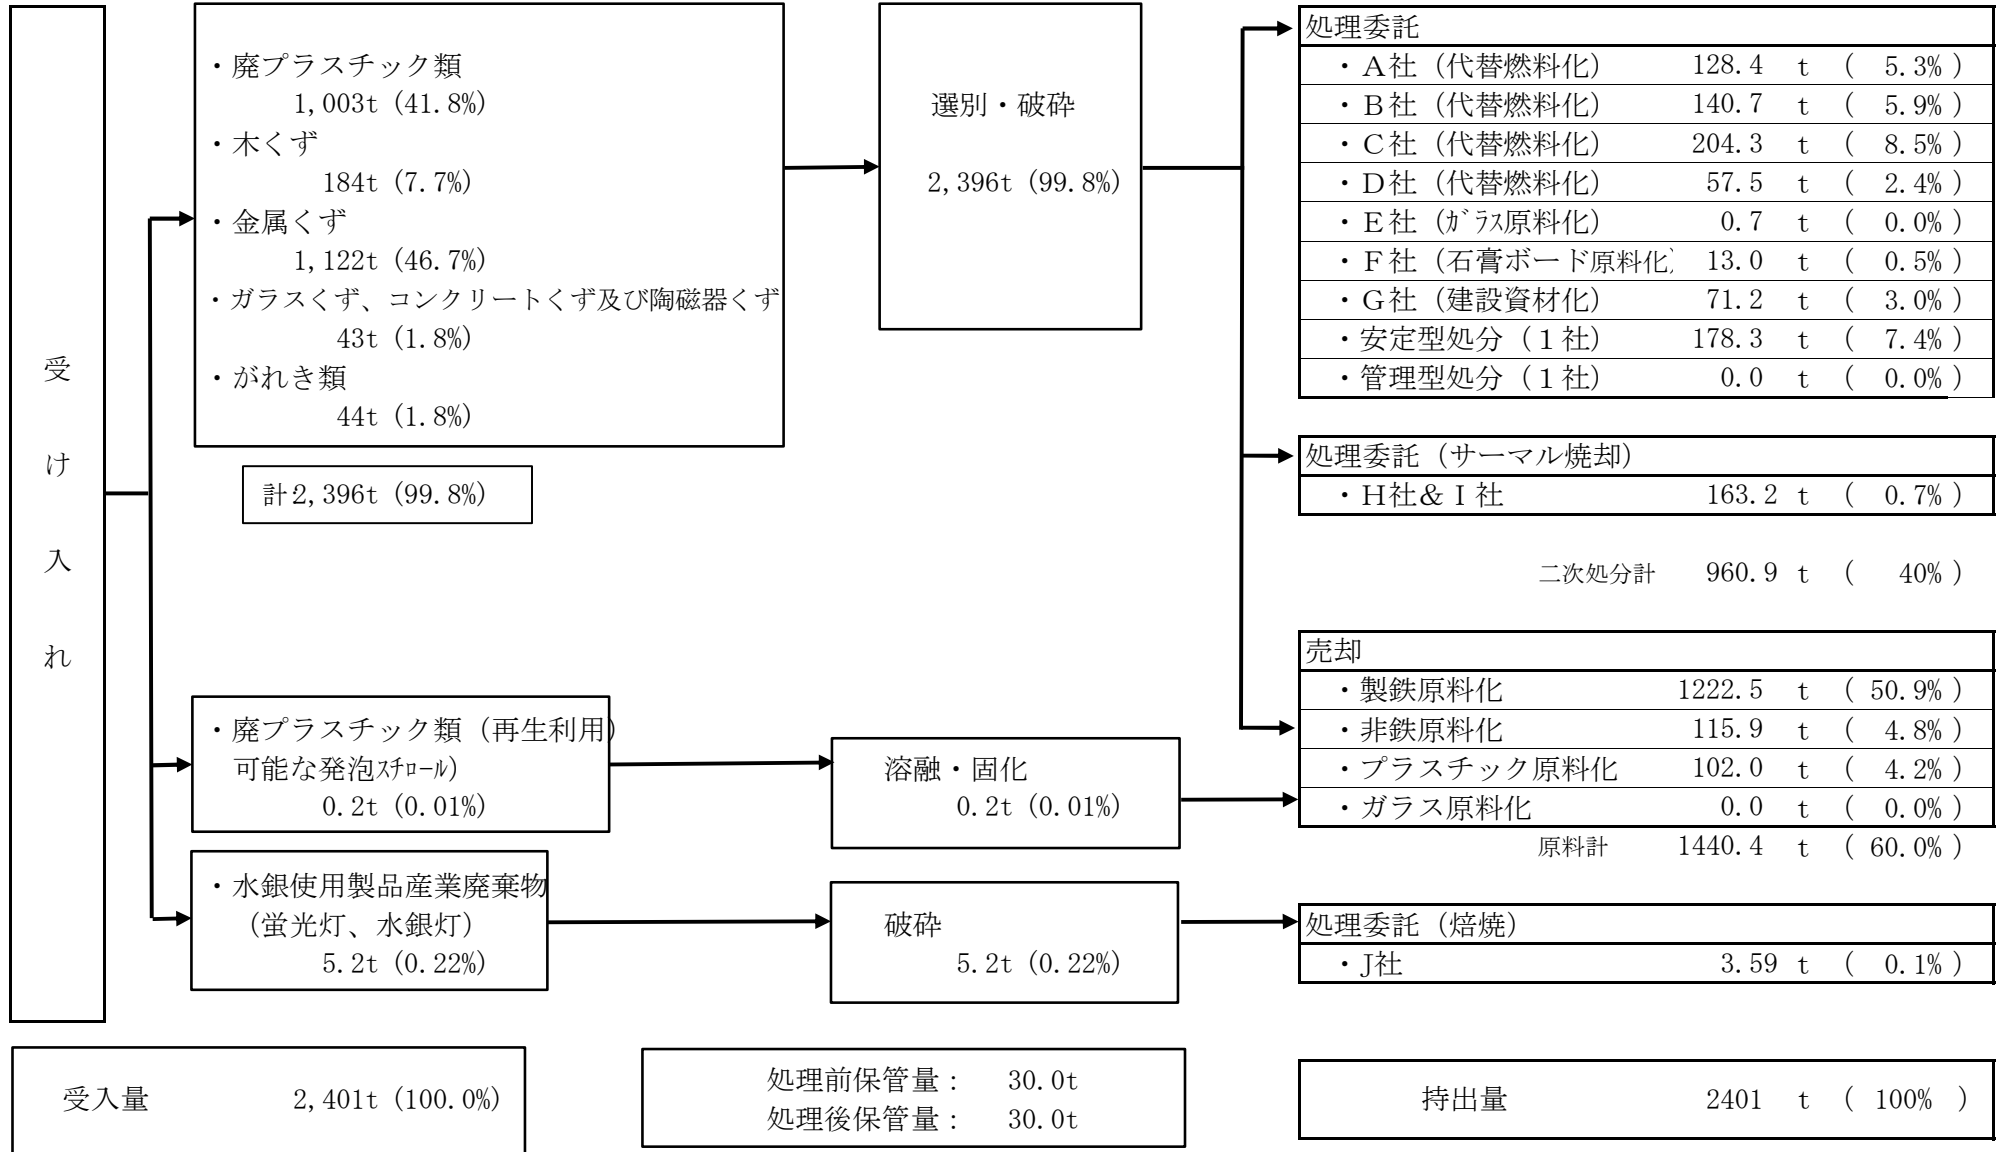 受け入れ
・廃プラスチック類
1,003t (41.8%)
・木くず
184t (7.7%)
・金属くず
1,122t (46.7%)
・ガラスくず、コンクリートくず及び陶磁器くず
43t (1.8%)
・がれき類
44t (1.8%)
計2,396t (99.8%)
・廃プラスチック類（再生利用）
可能な発泡ｽﾁﾛｰﾙ）
0.2t (0.01%)
・水銀使用製品産業廃棄物
（蛍光灯、水銀灯）
5.2t (0.22%)
選別・破砕
2,396t (99.8%)
溶融・固化
0.2t (0.01%)
破砕
5.2t (0.22%)
処理委託
・Ａ社（代替燃料化） 128.4 t ( 5.3% )
・Ｂ社（代替燃料化） 140.7 t ( 5.9% )
・Ｃ社（代替燃料化） 204.3 t ( 8.5% )
・Ｄ社（代替燃料化） 57.5 t ( 2.4% )
・Ｅ社（ｶﾞﾗｽ原料化） 0.7 t ( 0.0% )
・Ｆ社（石膏ボード原料化） 13.0 t ( 0.5% )
・Ｇ社（建設資材化） 71.2 t ( 3.0% )
・安定型処分（１社） 178.3 t ( 7.4% )
・管理型処分（１社） 0.0 t ( 0.0% )
処理委託（サーマル焼却）
・Ｈ社＆Ｉ社 163.2 t ( 0.7% )
二次処分計 960.9 t ( 40% )
売却
・製鉄原料化 1222.5 t ( 50.9% )
・非鉄原料化 115.9 t ( 4.8% )
・プラスチック原料化 102.0 t ( 4.2% )
・ガラス原料化 0.0 t ( 0.0% )
原料計 1440.4 t ( 60.0% )
処理委託（焙焼）
・J社 3.59 t ( 0.1% )
受入量 2,401t (100.0%)
処理前保管量： 30.0t
処理後保管量： 30.0t
持出量 2401 t ( 100% )